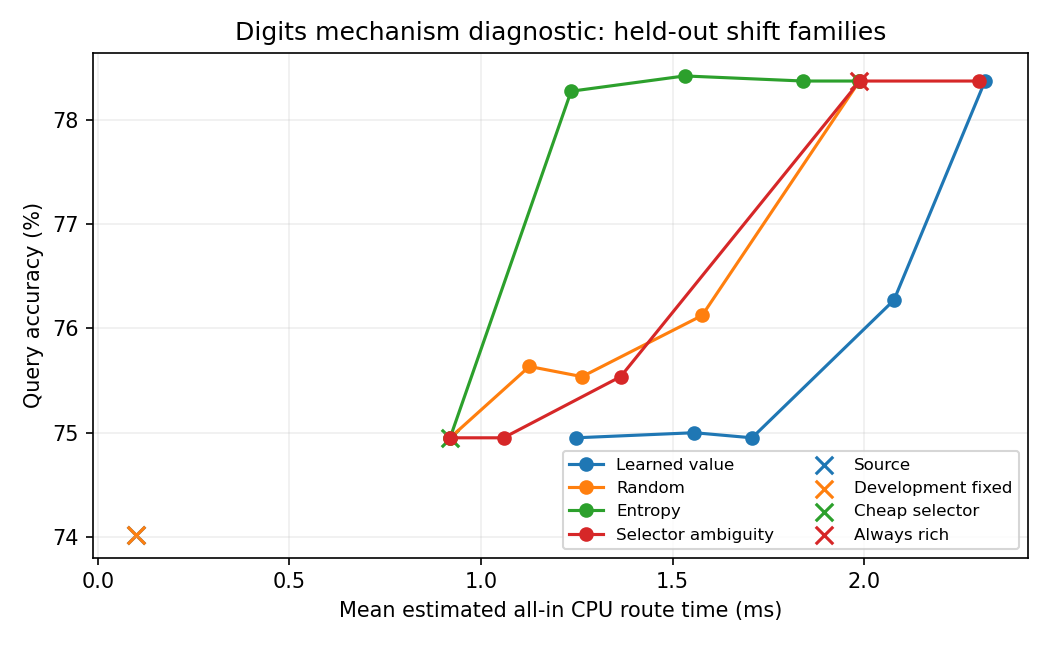 Digits mechanism diagnostic: held-out shift families
Query accuracy (%)
78
77
76
75
74
Learned value
Random
Entropy
Selector ambiguity
Source
Development fixed
Cheap selector
Always rich
0.0 0.5 1.0 1.5 2.0
Mean estimated all-in CPU route time (ms)